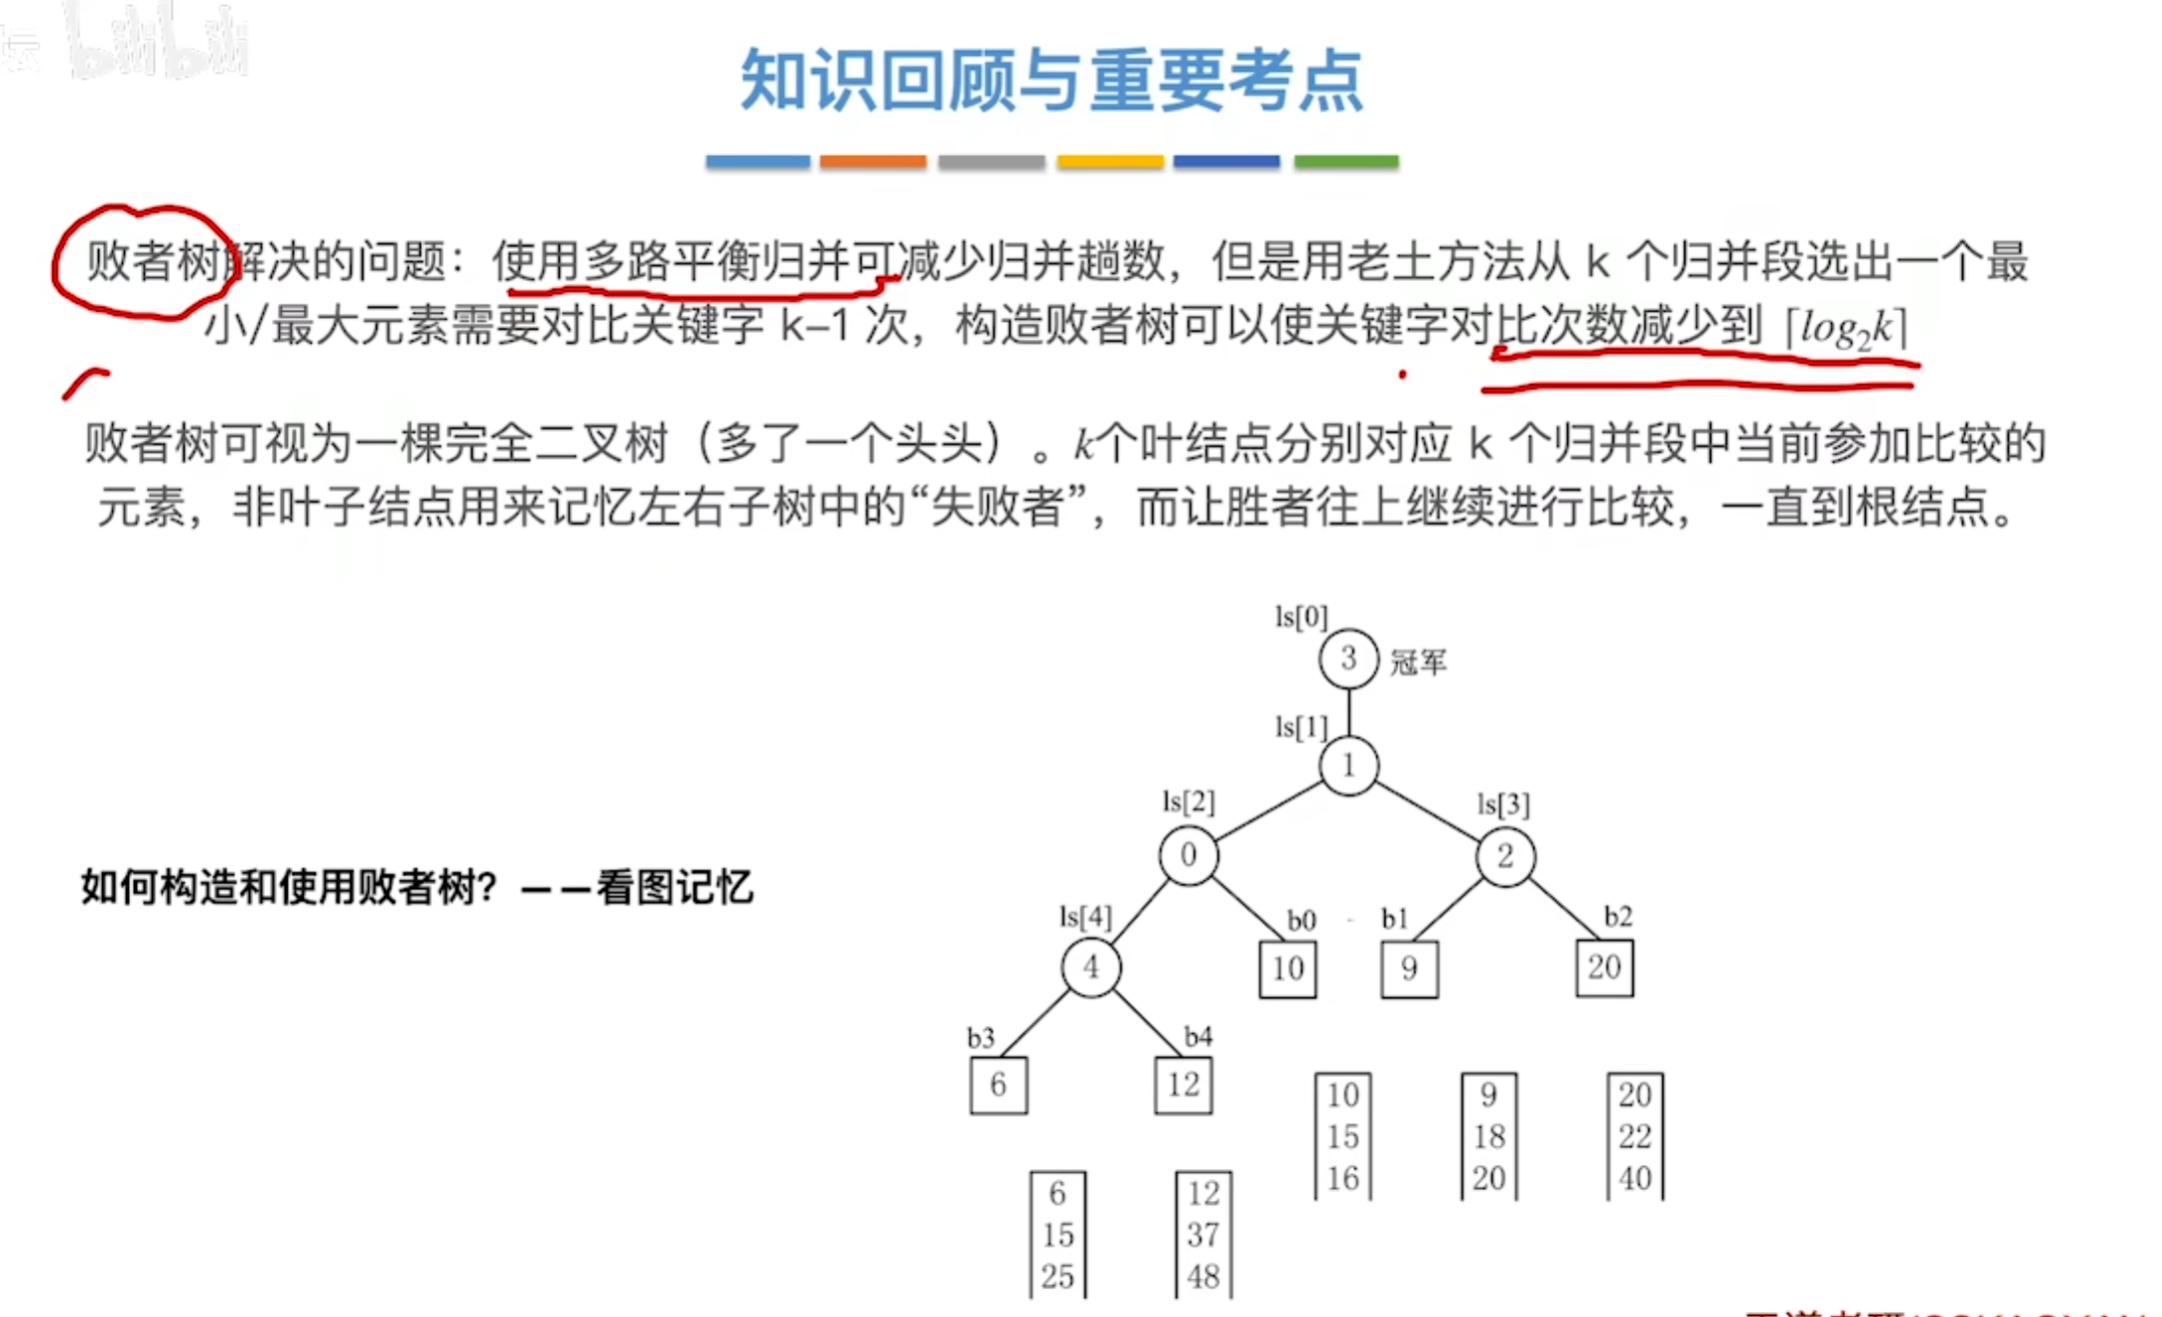 坛 bilibili
知识回顾与重要考点
败者树解决的问题：使用多路平衡归并可减少归并趟数，但是用老土方法从 k 个归并段选出一个最
小/最大元素需要对比关键字 k–1 次，构造败者树可以使关键字对比次数减少到 ⌈log₂k⌉
败者树可视为一棵完全二叉树（多了一个头头）。k个叶结点分别对应 k 个归并段中当前参加比较的
元素，非叶子结点用来记忆左右子树中的“失败者”，而让胜者往上继续进行比较，一直到根结点。
如何构造和使用败者树？——看图记忆
ls[0]
3 冠军
ls[1]
1
ls[2] ls[3]
0 2
ls[4] b0 b1 b2
4 10 9 20
b3 b4
6 12
10 9 20
15 18 22
16 20 40
6 12
15 37
25 48